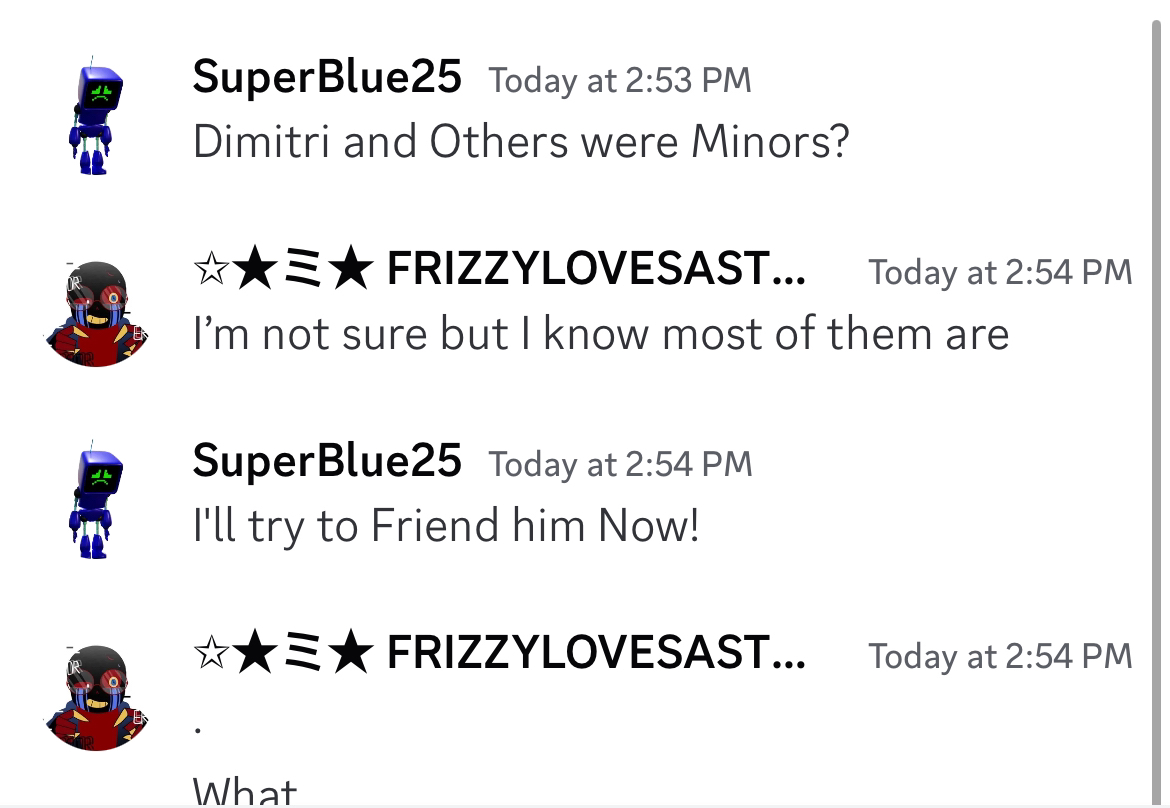 SuperBlue25 Today at 2:53 PM
Dimitri and Others were Minors?
☆★ミ★ FRIZZYLOVESAST... Today at 2:54 PM
I’m not sure but I know most of them are
SuperBlue25 Today at 2:54 PM
I'll try to Friend him Now!
☆★ミ★ FRIZZYLOVESAST... Today at 2:54 PM
.
What